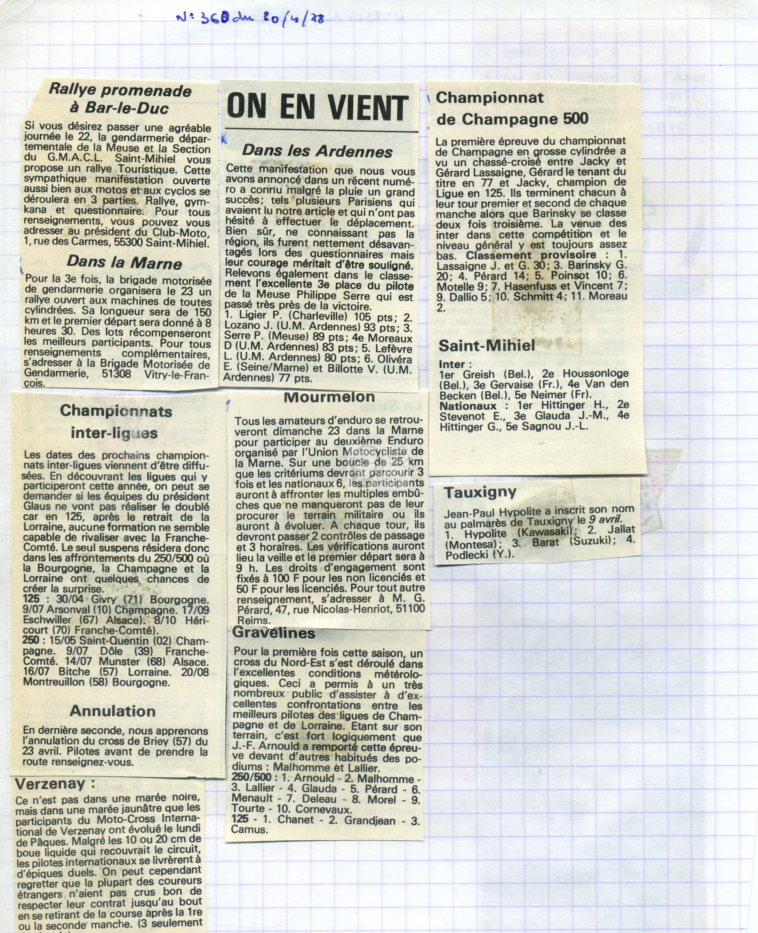 N° 360 du 20/4/78
Rallye promenade
à Bar-le-Duc
Si vous désirez passer une agréable
journée le 22, la gendarmerie dépar-
tementale de la Meuse et la Section
du G.M.A.C.L. Saint-Mihiel vous
propose un rallye Touristique. Cette
sympathique manifestation ouverte
aussi bien aux motos et aux cyclos se
déroulera en 3 parties. Rallye, gym-
kana et questionnaire. Pour tous
renseignements, vous pouvez vous
adresser au président du Club-Moto,
1, rue des Carmes, 55300 Saint-Mihiel.
Dans la Marne
Pour la 3e fois, la brigade motorisée
de gendarmerie organisera le 23 un
rallye ouvert aux machines de toutes
cylindrées. Sa longueur sera de 150
km et le premier départ sera donné à 8
heures 30. Des lots récompenseront
les meilleurs participants. Pour tous
renseignements complémentaires,
s'adresser à la Brigade Motorisée de
Gendarmerie, 51308 Vitry-le-Fran-
çois.
Championnats
inter-ligues
Les dates des prochains champion-
nats inter-ligues viennent d'être diffu-
sées. En découvrant les ligues qui y
participeront cette année, on peut se
demander si les équipes du président
Glaus ne vont pas réaliser le doublé
car en 125, après le retrait de la
Lorraine, aucune formation ne semble
capable de rivaliser avec la Franche-
Comté. Le seul suspens résidera donc
dans les affrontements du 250/500 où
la Bourgogne, la Champagne et la
Lorraine ont quelques chances de
créer la surprise.
125 : 30/04 Givry (71) Bourgogne.
9/07 Arsonval (10) Champagne. 17/09
Eschwiller (67) Alsace). 8/10 Héri-
court (70) Franche-Comté).
250 : 15/05 Saint-Quentin (02) Cham-
pagne. 9/07 Dôle (39) Franche-
Comté. 14/07 Munster (68) Alsace.
16/07 Bitche (57) Lorraine. 20/08
Montreuillon (58) Bourgogne.
Annulation
En dernière seconde, nous apprenons
l'annulation du cross de Briey (57) du
23 avril. Pilotes avant de prendre la
route renseignez-vous.
Verzenay :
Ce n'est pas dans une marée noire,
mais dans une marée jaunâtre que les
participants du Moto-Cross Interna-
tional de Verzenay ont évolué le lundi
de Pâques. Malgré les 10 ou 20 cm de
boue liquide qui recouvrait le circuit,
les pilotes internationaux se livrèrent à
d'épiques duels. On peut cependant
regretter que la plupart des coureurs
étrangers n'aient pas crus bon de
respecter leur contrat jusqu'au bout
en se retirant de la course après la 1re
ou la seconde manche. (3 seulement
ON EN VIENT
Dans les Ardennes
Cette manifestation que nous vous
avons annoncé dans un récent numé-
ro a connu malgré la pluie un grand
succès; tels plusieurs Parisiens qui
avaient lu notre article et qui n'ont pas
hésité à effectuer le déplacement.
Bien sûr, ne connaissant pas la
région, ils furent nettement désavan-
tagés lors des questionnaires mais
leur courage méritait d'être souligné.
Relevons également dans le classe-
ment l'excellente 3e place du pilote
de la Meuse Philippe Serre qui est
passé très près de la victoire.
1. Ligier P. (Charleville) 105 pts; 2.
Lozano J. (U.M. Ardennes) 93 pts; 3.
Serre P. (Meuse) 89 pts; 4e Moreaux
D (U.M. Ardennes) 83 pts; 5. Lefèvre
L. (U.M. Ardennes) 80 pts; 6. Olivéra
E. (Seine/Marne) et Billotte V. (U.M.
Ardennes) 77 pts.
Mourmelon
Tous les amateurs d'enduro se retrou-
veront dimanche 23 dans la Marne
pour participer au deuxième Enduro
organisé par l'Union Motocycliste de
la Marne. Sur une boucle de 25 km
que les critériums devront parcourir 3
fois et les nationaux 6, les participants
auront à affronter les multiples embû-
ches que ne manqueront pas de leur
procurer le terrain militaire ou ils
auront à évoluer. A chaque tour, ils
devront passer 2 contrôles de passage
et 3 horaires. Les vérifications auront
lieu la veille et le premier départ sera à
9 h. Les droits d'engagement sont
fixés à 100 F pour les non licenciés et
50 F pour les licenciés. Pour tout autre
renseignement, s'adresser à M. G.
Pérard, 47, rue Nicolas-Henriot, 51100
Reims.
Gravelines
Pour la première fois cette saison, un
cross du Nord-Est s'est déroulé dans
l'excellentes conditions métérolo-
giques. Ceci a permis à un très
nombreux public d'assister à d'ex-
cellentes confrontations entre les
meilleurs pilotes des ligues de Cham-
pagne et de Lorraine. Etant sur son
terrain, c'est fort logiquement que
J.-F. Arnould a remporté cette épreu-
ve devant d'autres habitués des po-
diums : Malhomme et Lallier.
250/500 : 1. Arnould - 2. Malhomme -
3. Lallier - 4. Glauda - 5. Pérard - 6.
Menault - 7. Deleau - 8. Morel - 9.
Tourte - 10. Cornevaux.
125 - 1. Chanet - 2. Grandjean - 3.
Camus.
Championnat
de Champagne 500
La première épreuve du championnat
de Champagne en grosse cylindrée a
vu un chassé-croisé entre Jacky et
Gérard Lassaigne, Gérard le tenant du
titre en 77 et Jacky, champion de
Ligue en 125. Ils terminent chacun à
leur tour premier et second de chaque
manche alors que Barinsky se classe
deux fois troisième. La venue des
inter dans cette compétition et le
niveau général y est toujours assez
bas. Classement provisoire : 1.
Lassaigne J. et G. 30; 3. Barinsky G.
20; 4. Pérard 14; 5. Poinsot 10; 6.
Motelle 9; 7. Hasenfuss et Vincent 7;
9. Dallio 5; 10. Schmitt 4; 11. Moreau
2.
Saint-Mihiel
Inter :
1er Greish (Bel.), 2e Houssonloge
(Bel.), 3e Gervaise (Fr.), 4e Van den
Becken (Bel.), 5e Neimer (Fr.).
Nationaux : 1er Hittinger H., 2e
Stevenot E., 3e Glauda J.-M., 4e
Hittinger G., 5e Sagnou J.-L.
Tauxigny
Jean-Paul Hypolite a inscrit son nom
au palmarès de Tauxigny le 9 avril.
1. Hypolite (Kawasaki); 2. Jallat
(Montesa); 3. Barat (Suzuki); 4.
Podlecki (Y.).